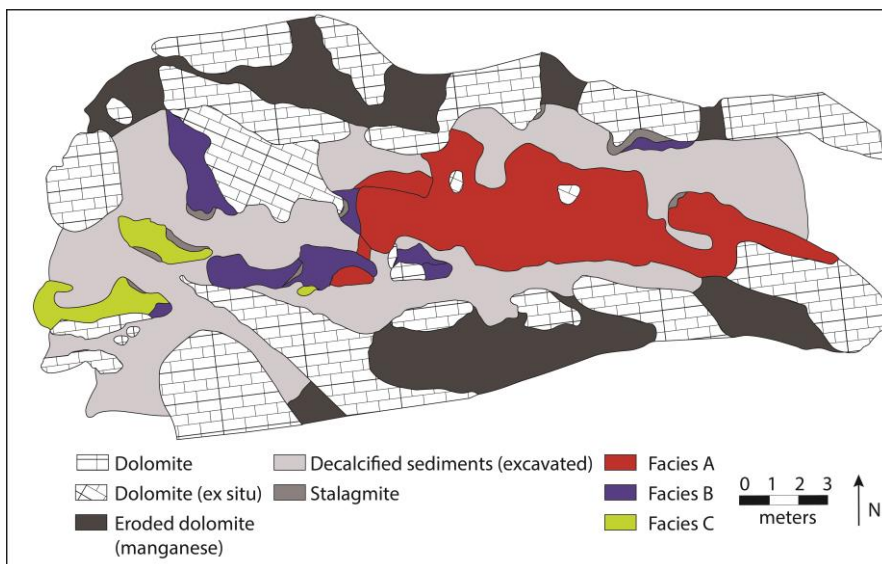 Dolomite
Dolomite (ex situ)
Eroded dolomite
(manganese)
Decalcified sediments (excavated)
Stalagmite
Facies A
Facies B
Facies C
0 1 2 3
meters
N